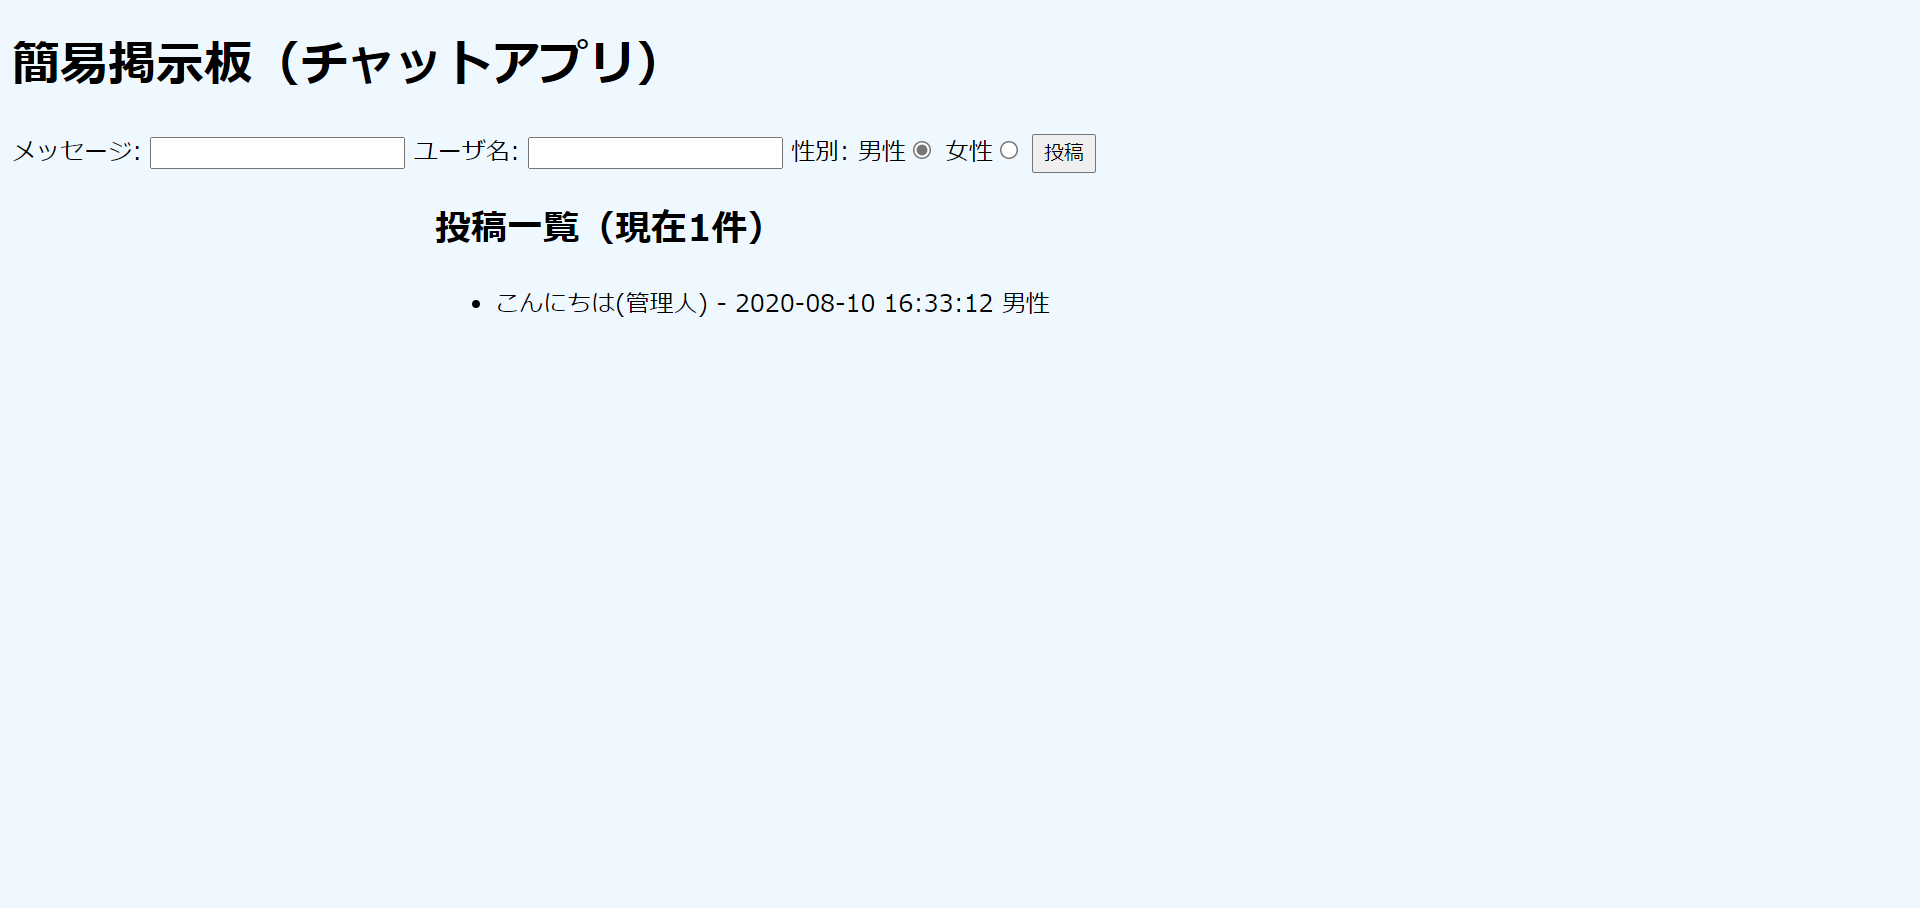 簡易掲示板（チャットアプリ）
メッセージ: ユーザ名: 性別: 男性 女性 投稿
投稿一覧（現在1件）
• こんにちは(管理人) - 2020-08-10 16:33:12 男性